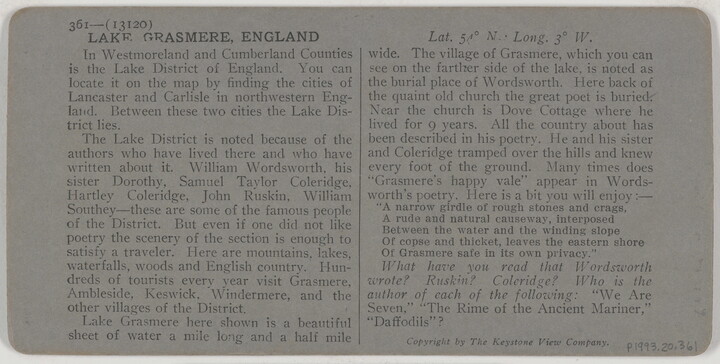 361—(13120)
LAKE GRASMERE, ENGLAND
In Westmoreland and Cumberland Counties
is the Lake District of England. You can
locate it on the map by finding the cities of
Lancaster and Carlisle in northwestern Eng-
land. Between these two cities the Lake Dis-
trict lies.
The Lake District is noted because of the
authors who have lived there and who have
written about it. William Wordsworth, his
sister Dorothy, Samuel Taylor Coleridge,
Hartley Coleridge, John Ruskin, William
Southey—these are some of the famous people
of the District. But even if one did not like
poetry the scenery of the section is enough to
satisfy a traveler. Here are mountains, lakes,
waterfalls, woods and English country. Hun-
dreds of tourists every year visit Grasmere,
Ambleside, Keswick, Windermere, and the
other villages of the District.
Lake Grasmere here shown is a beautiful
sheet of water a mile long and a half mile
Lat. 54° N.; Long. 3° W.
wide. The village of Grasmere, which you can
see on the farther side of the lake, is noted as
the burial place of Wordsworth. Here back of
the quaint old church the great poet is buried.
Near the church is Dove Cottage where he
lived for 9 years. All the country about has
been described in his poetry. He and his sister
and Coleridge tramped over the hills and knew
every foot of the ground. Many times does
"Grasmere's happy vale" appear in Words-
worth's poetry. Here is a bit you will enjoy:—
"A narrow girdle of rough stones and crags,
A rude and natural causeway, interposed
Between the water and the winding slope
Of copse and thicket, leaves the eastern shore
Of Grasmere safe in its own privacy."
What have you read that Wordsworth
wrote? Ruskin? Coleridge? Who is the
author of each of the following: "We Are
Seven," "The Rime of the Ancient Mariner,"
"Daffodils"?
Copyright by The Keystone View Company.
P.1993.20.361